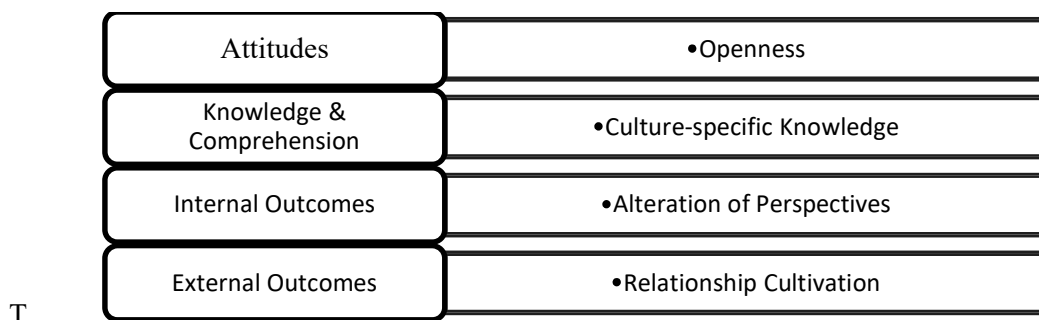 Attitudes
•Openness
Knowledge &
Comprehension
•Culture-specific Knowledge
Internal Outcomes
•Alteration of Perspectives
External Outcomes
•Relationship Cultivation
T